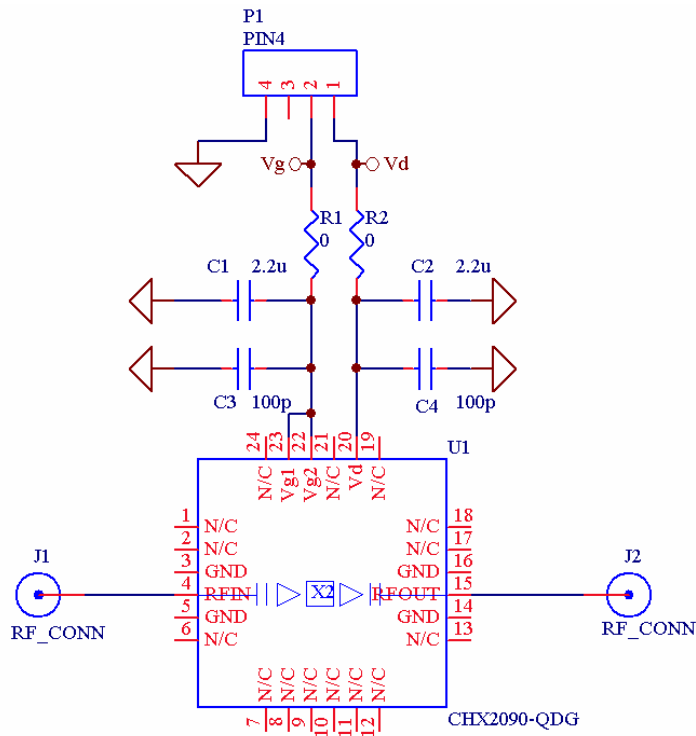 P1
PIN4
4 3 2 1
Vg Vd
R1 R2
0 0
C1 2.2u C2 2.2u
C3 100p C4 100p
24 23 22 21 20 19
U1
N/C Vg1 Vg2 N/C Vd N/C
1 N/C N/C 18
2 N/C N/C 17
J1 3 GND GND 16 J2
4 RFIN X2 RFOUT 15
5 GND GND 14
RF_CONN 6 N/C N/C 13 RF_CONN
N/C N/C N/C N/C N/C N/C
7 8 9 10 11 12
CHX2090-QDG